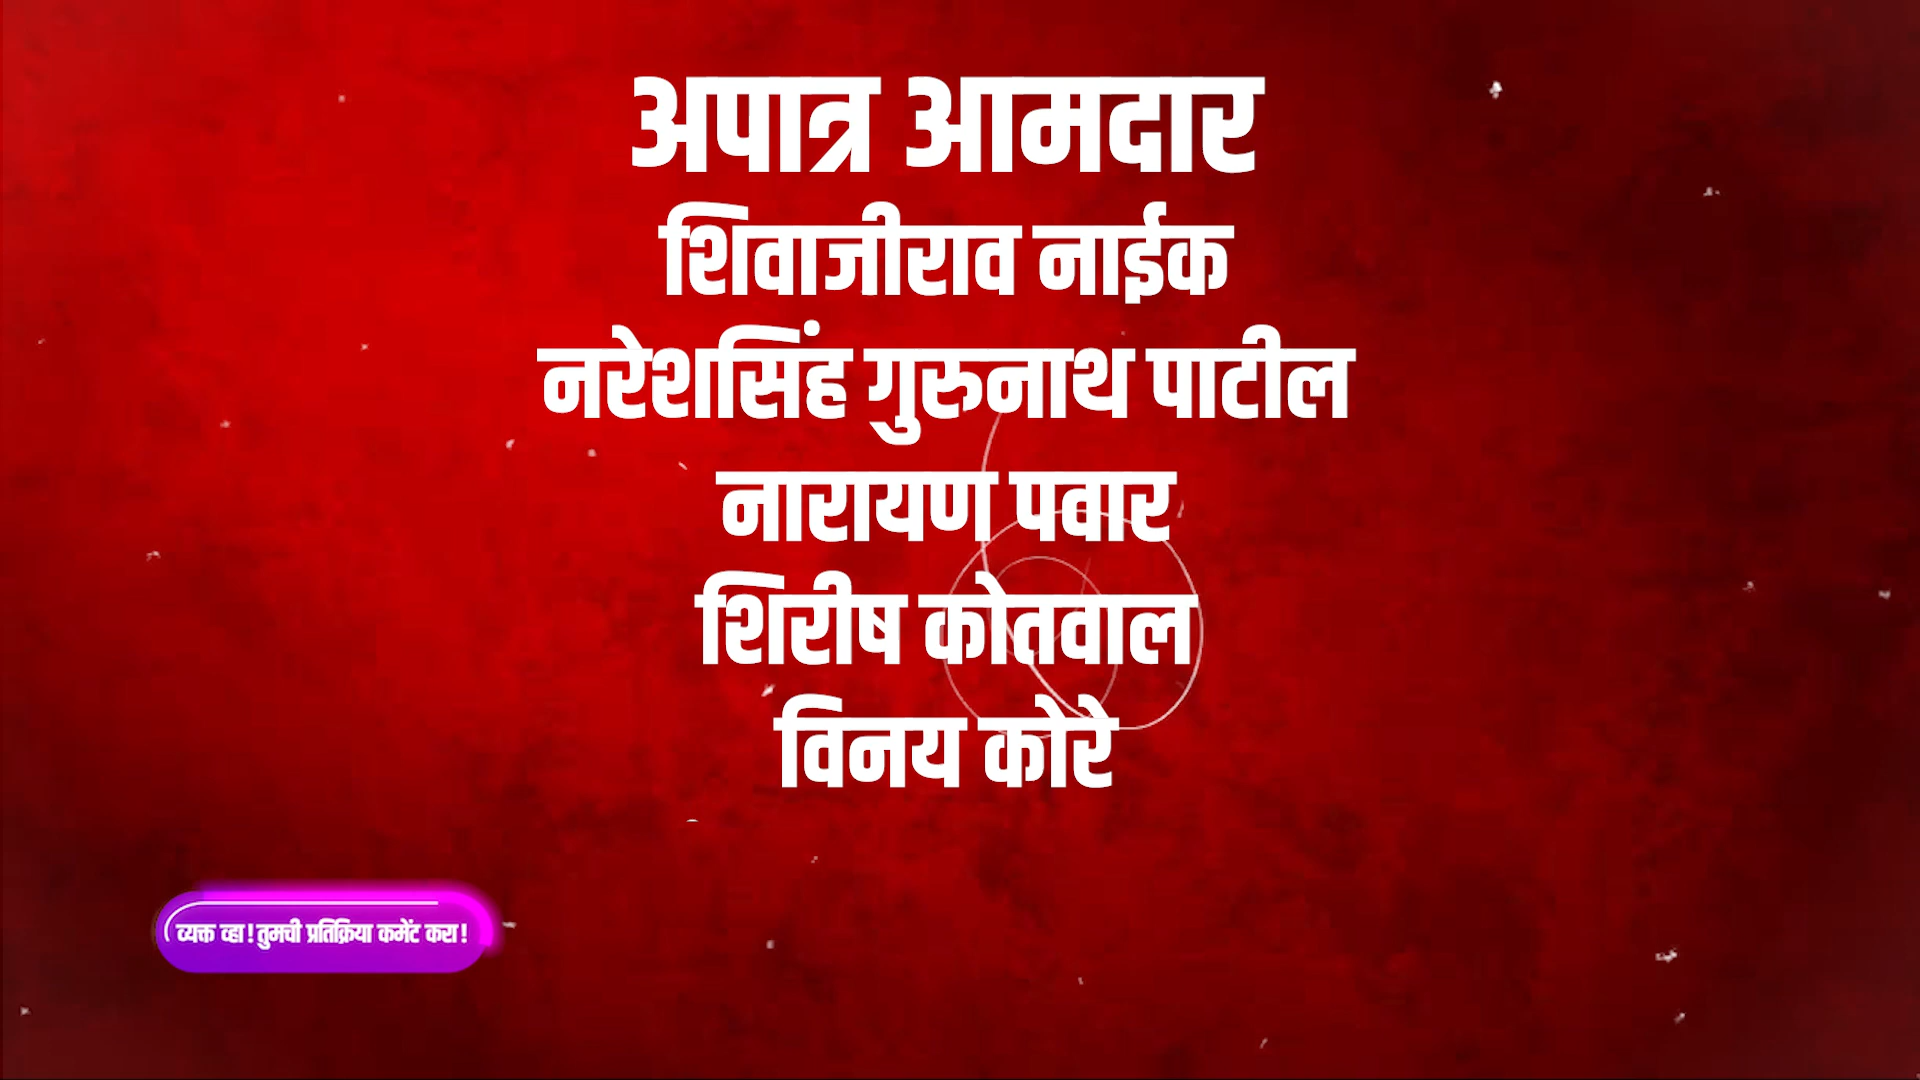 अपात्र आमदार
शिवाजीराव नाईक
नरेशसिंह गुरुनाथ पाटील
नारायण पवार
शिरीष कोतवाल
विनय कोरे
व्यक्त व्हा! तुमची प्रतिक्रिया कमेंट करा!